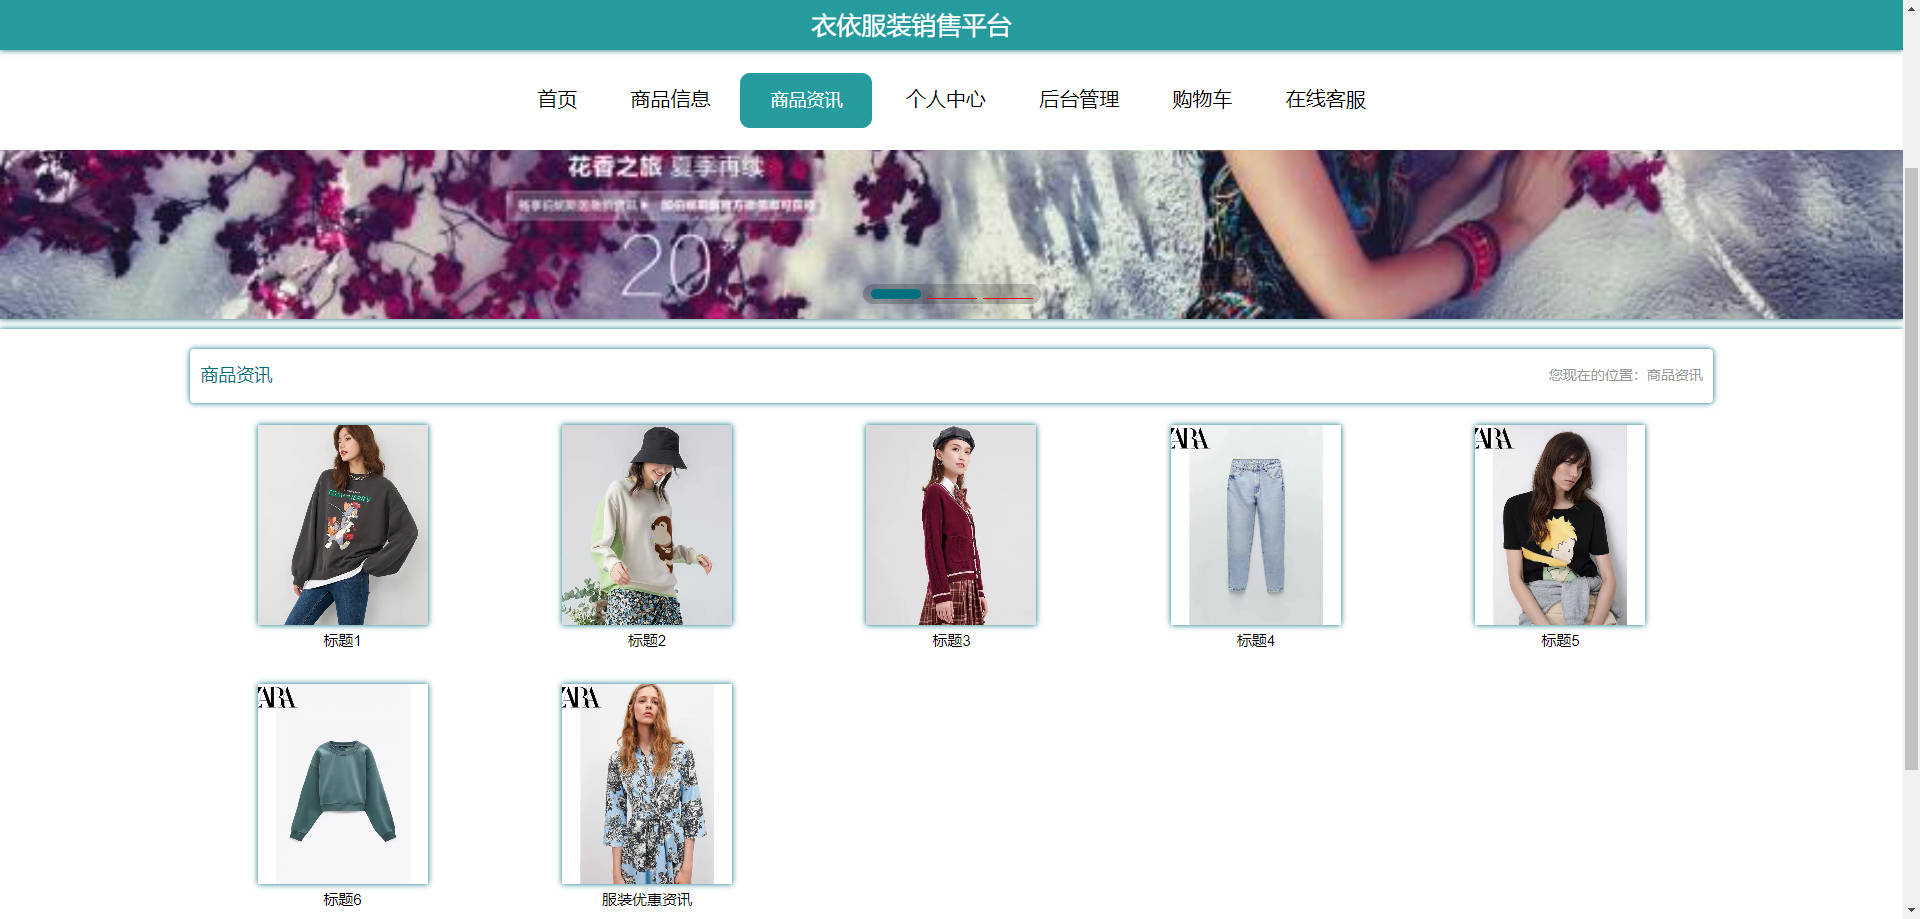 衣依服装销售平台
首页 商品信息 商品资讯 个人中心 后台管理 购物车 在线客服
花香之旅 夏季再续
20
商品资讯
您现在的位置：商品资讯
ZARA
ZARA
标题1 标题2 标题3 标题4 标题5
ZARA
ZARA
标题6 服装优惠资讯